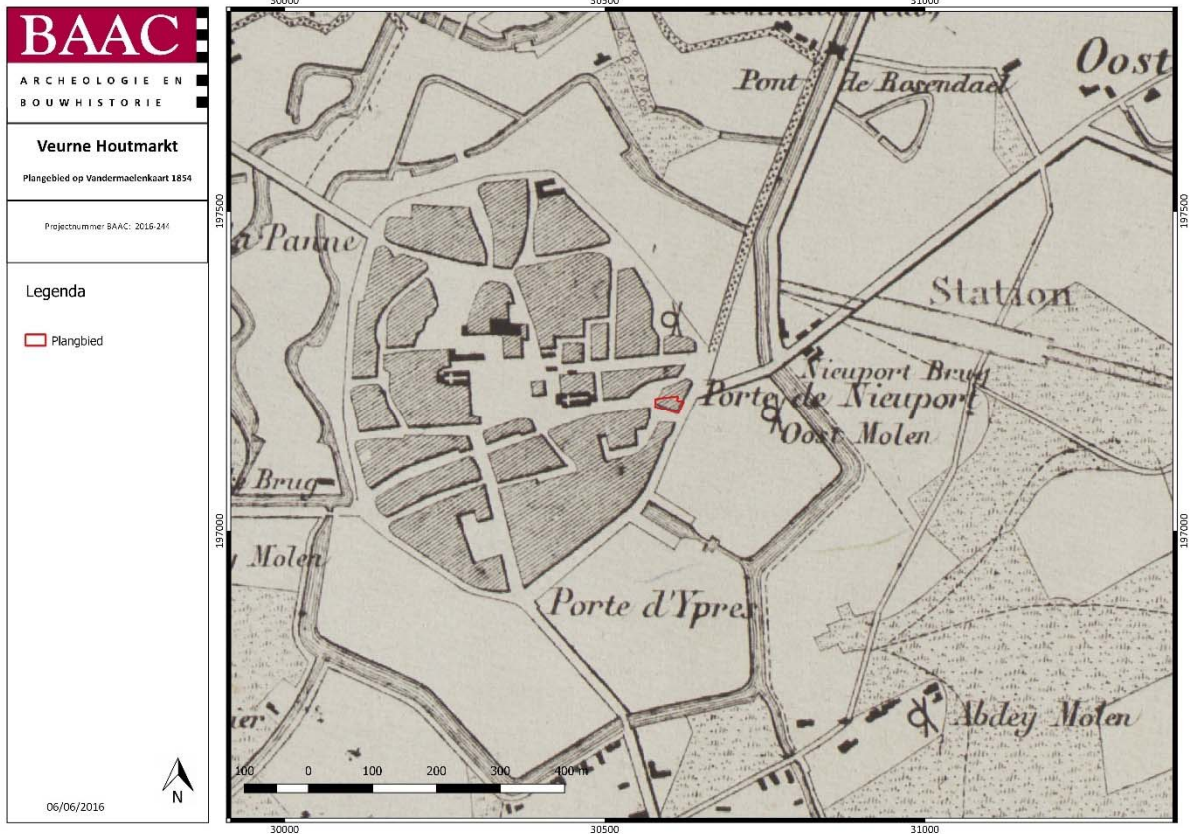 BAAC
ARCHEOLOGIE EN
BOUWHISTORIE
Veurne Houtmarkt
Plangebied op Vandermaelenkaart 1854
Projectnummer BAAC: 2016-244
Legenda
Plangbied
06/06/2016
N
30000 30500 31000
197500 197500
197000 197000
30000 30500 31000
Oost
Pont de Rosendael
Panne
Station
Nieuport Brug
Porte de Nieuport
Oost Molen
Brug
Molen
Porte d'Ypres
ier
Abdey Molen
100 0 100 200 300 400 m